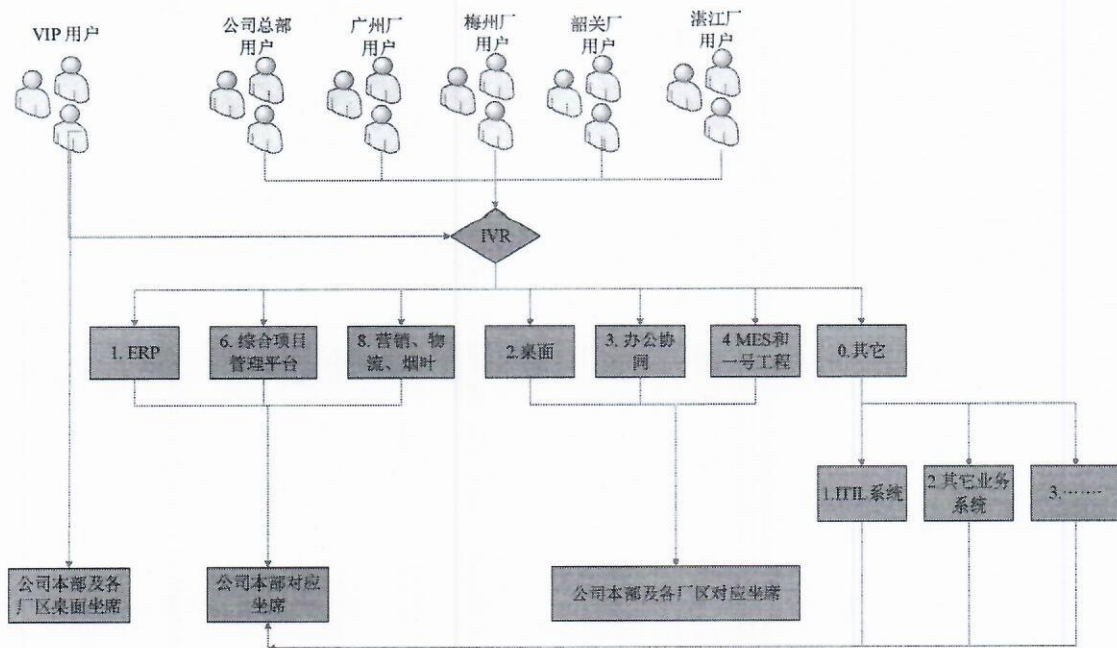 VIP 用户
公司总部
用户
广州厂
用户
梅州厂
用户
韶关厂
用户
湛江厂
用户
IVR
1. ERP
6. 综合项目
管理平台
8. 营销、物
流、烟叶
2.桌面
3. 办公协
同
4 MES和
一号工程
0.其它
1.ITIL 系统
2.其它业务
系统
3.……
公司本部及各
厂区桌面坐席
公司本部对应
坐席
公司本部及各厂区对应坐席